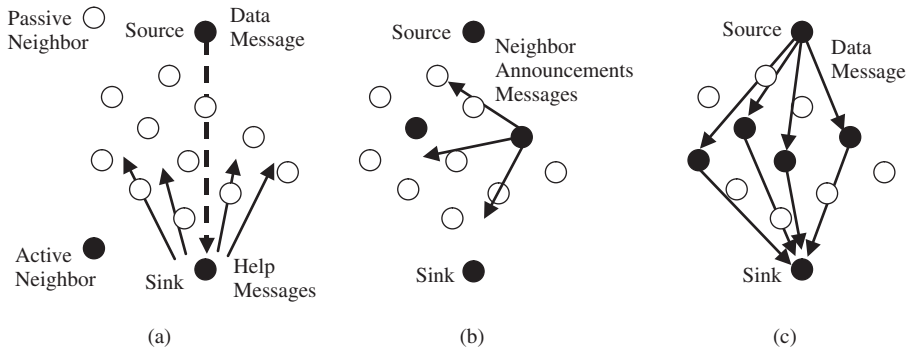 Passive
Neighbor
Source
Data
Message
Active
Neighbor
Sink
Help
Messages
(a)
Source
Neighbor
Announcements
Messages
Sink
(b)
Source
Data
Message
Sink
(c)